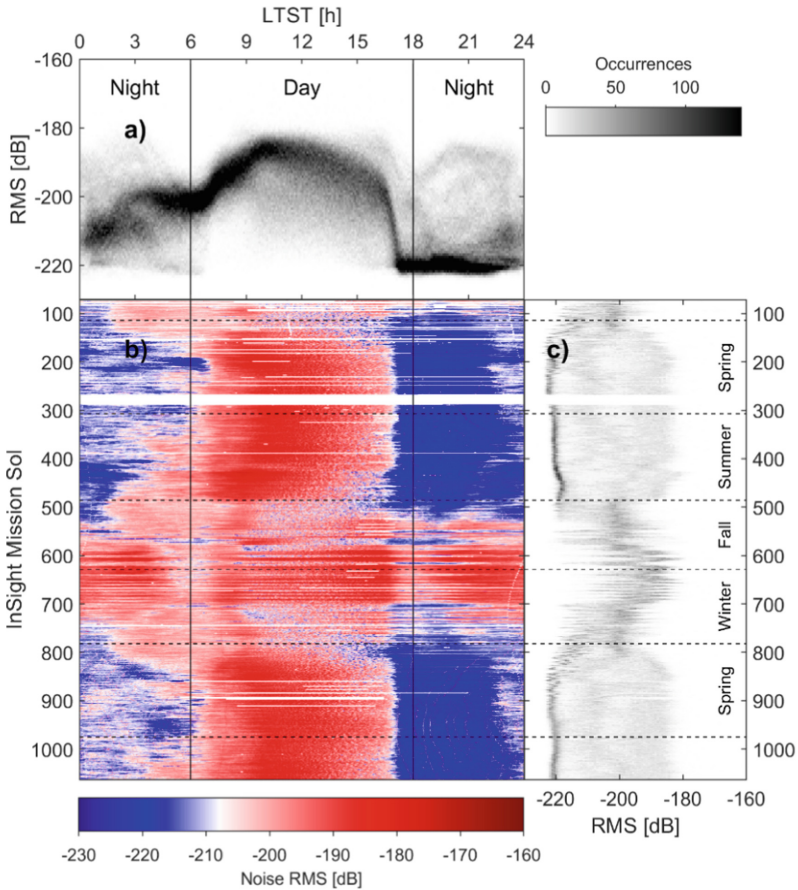 LTST [h]
0 3 6 9 12 15 18 21 24
-160
-180
-200
-220
RMS [dB]
Night Day Night
a)
Occurrences
0 50 100
b)
c)
100
200
300
400
500
600
700
800
900
1000
InSight Mission Sol
100
200
300
400
500
600
700
800
900
1000
Spring
Summer
Fall
Winter
Spring
-220 -200 -180 -160
RMS [dB]
-230 -220 -210 -200 -190 -180 -170 -160
Noise RMS [dB]